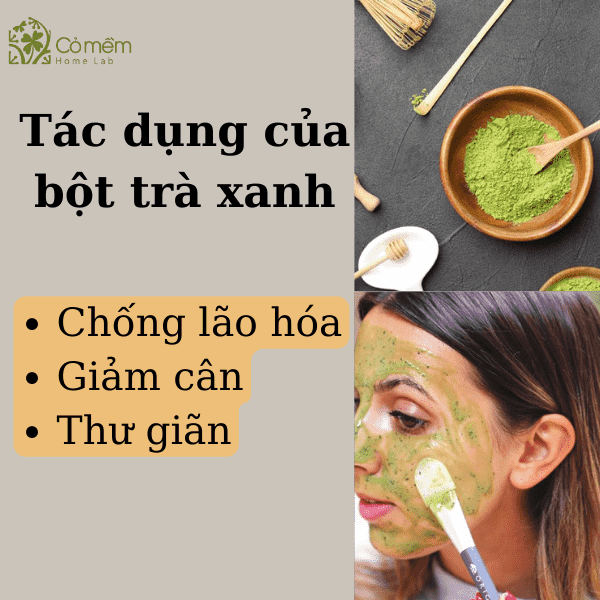 Cỏ mềm
Home Lab
Tác dụng của
bột trà xanh
• Chống lão hóa
• Giảm cân
• Thư giãn